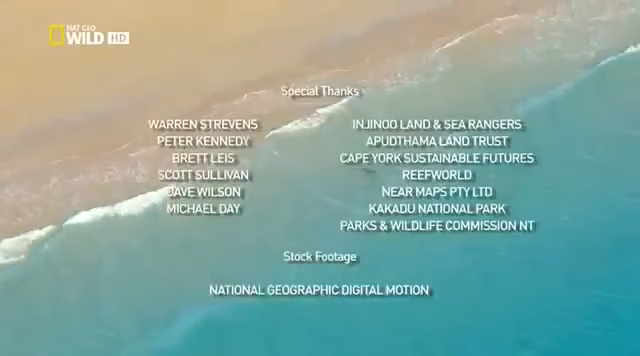 NAT GEO
WILD HD
Special Thanks
WARREN STREVENS
PETER KENNEDY
BRETT LEIS
SCOTT SULLIVAN
DAVE WILSON
MICHAEL DAY
INJINOO LAND & SEA RANGERS
APUDTHAMA LAND TRUST
CAPE YORK SUSTAINABLE FUTURES
REEFWORLD
NEAR MAPS PTY LTD
KAKADU NATIONAL PARK
PARKS & WILDLIFE COMMISSION NT
Stock Footage
NATIONAL GEOGRAPHIC DIGITAL MOTION